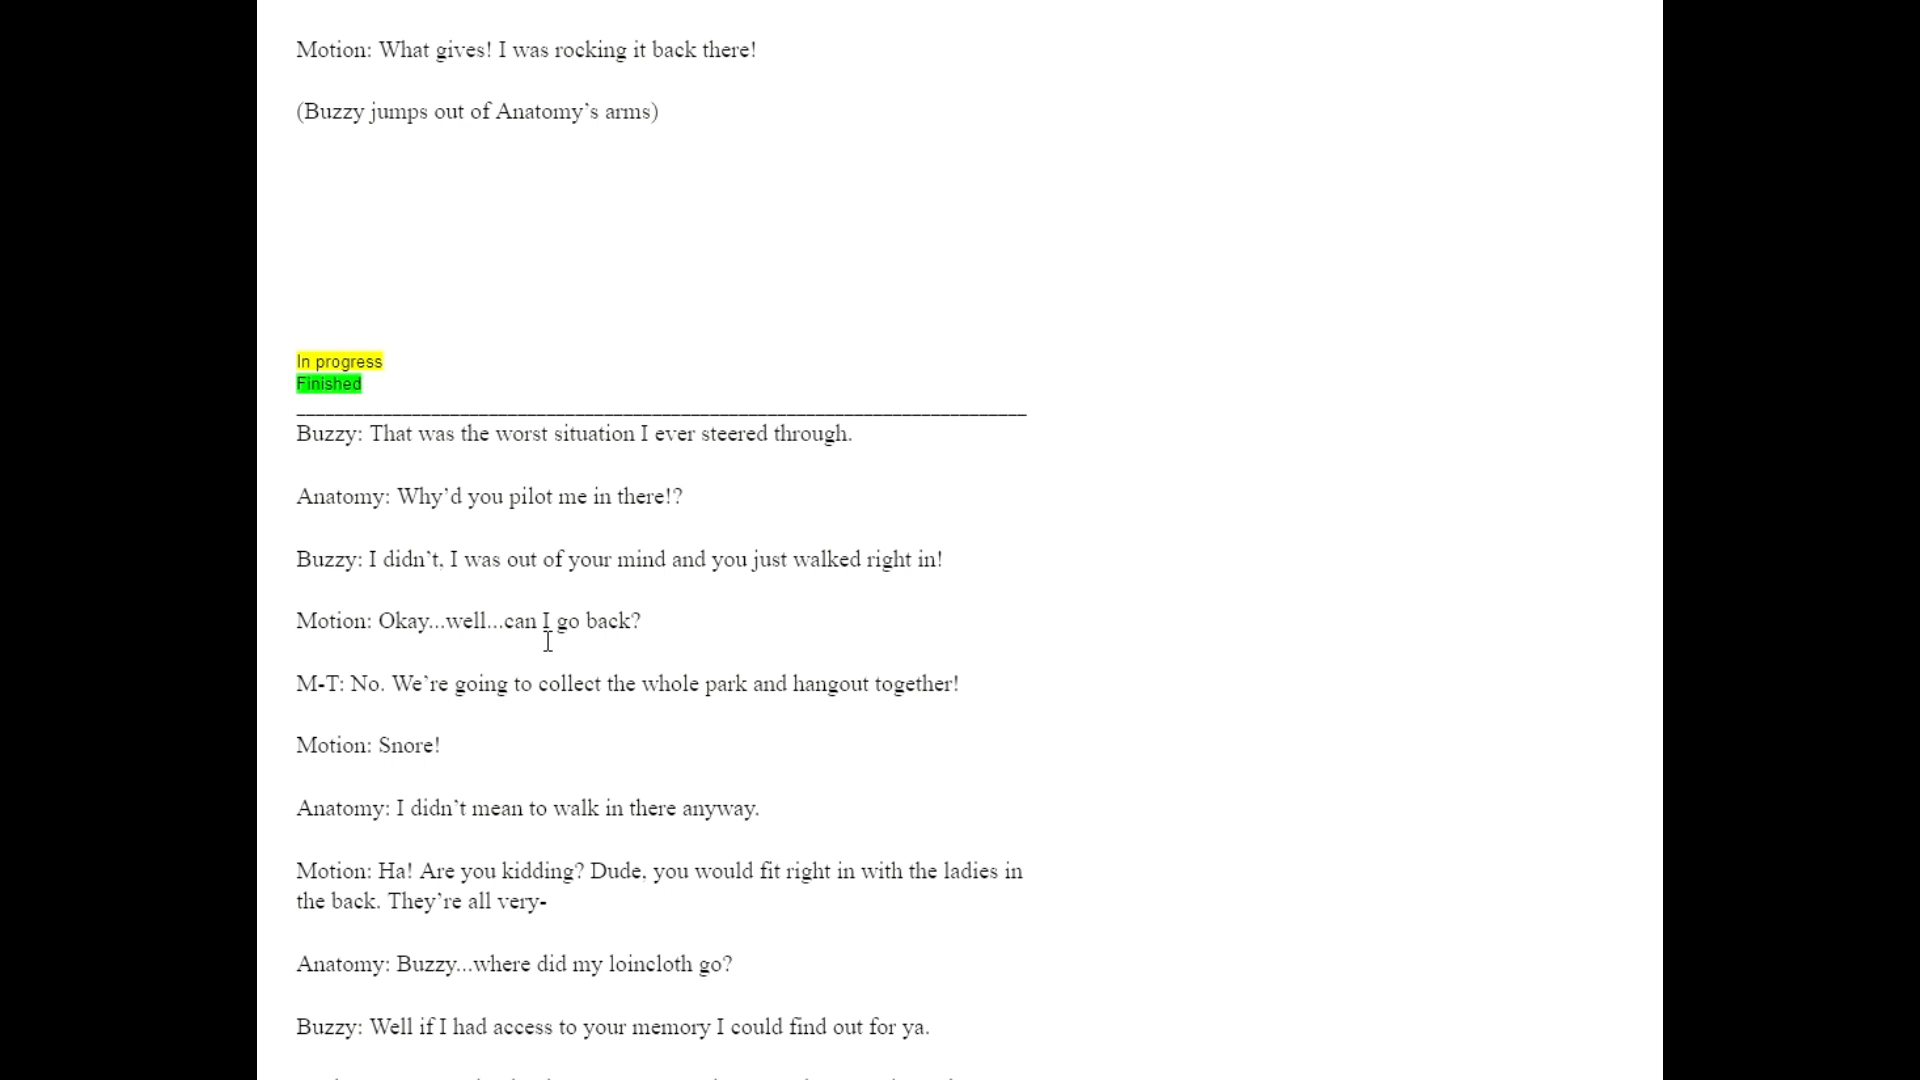 Motion: What gives! I was rocking it back there!
(Buzzy jumps out of Anatomy’s arms)
In progress
Finished
Buzzy: That was the worst situation I ever steered through.
Anatomy: Why’d you pilot me in there!?
Buzzy: I didn’t, I was out of your mind and you just walked right in!
Motion: Okay...well...can I go back?
M-T: No. We’re going to collect the whole park and hangout together!
Motion: Snore!
Anatomy: I didn’t mean to walk in there anyway.
Motion: Ha! Are you kidding? Dude, you would fit right in with the ladies in
the back. They’re all very-
Anatomy: Buzzy...where did my loincloth go?
Buzzy: Well if I had access to your memory I could find out for ya.